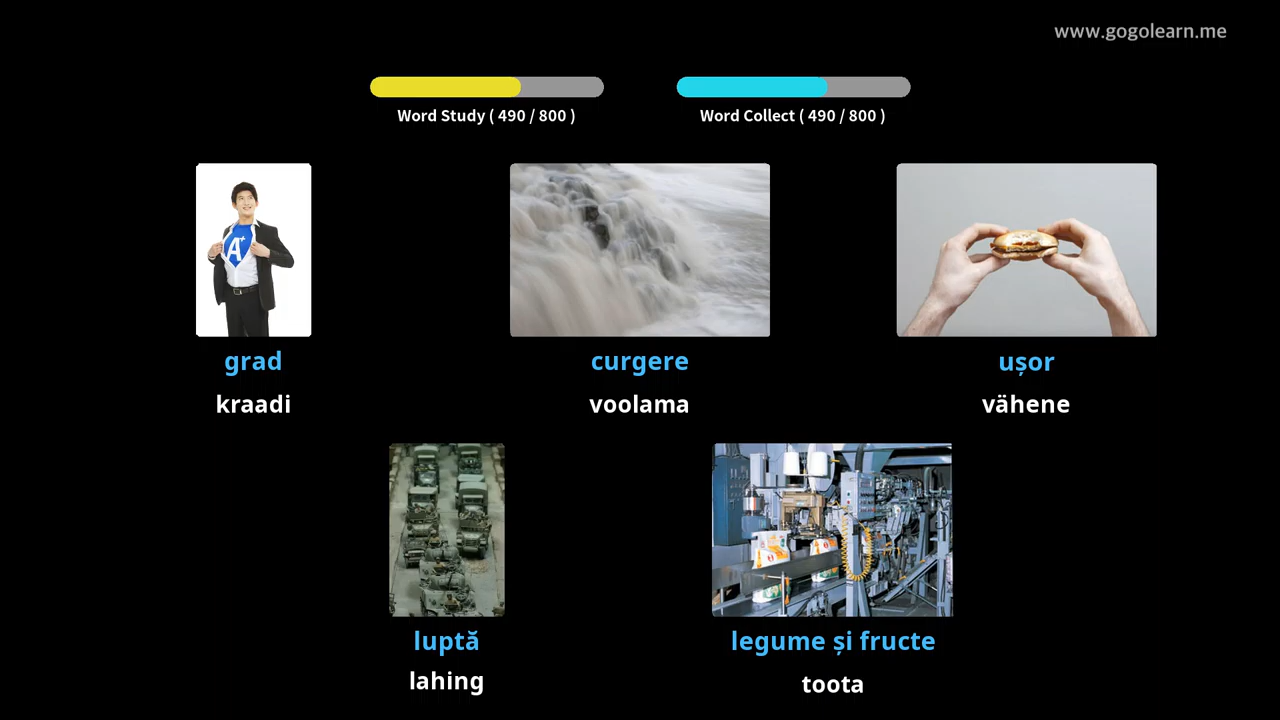 www.gogolearn.me
Word Study ( 490 / 800 )
Word Collect ( 490 / 800 )
A+
grad
kraadi
curgere
voolama
ușor
vähene
luptă
lahing
legume și fructe
toota